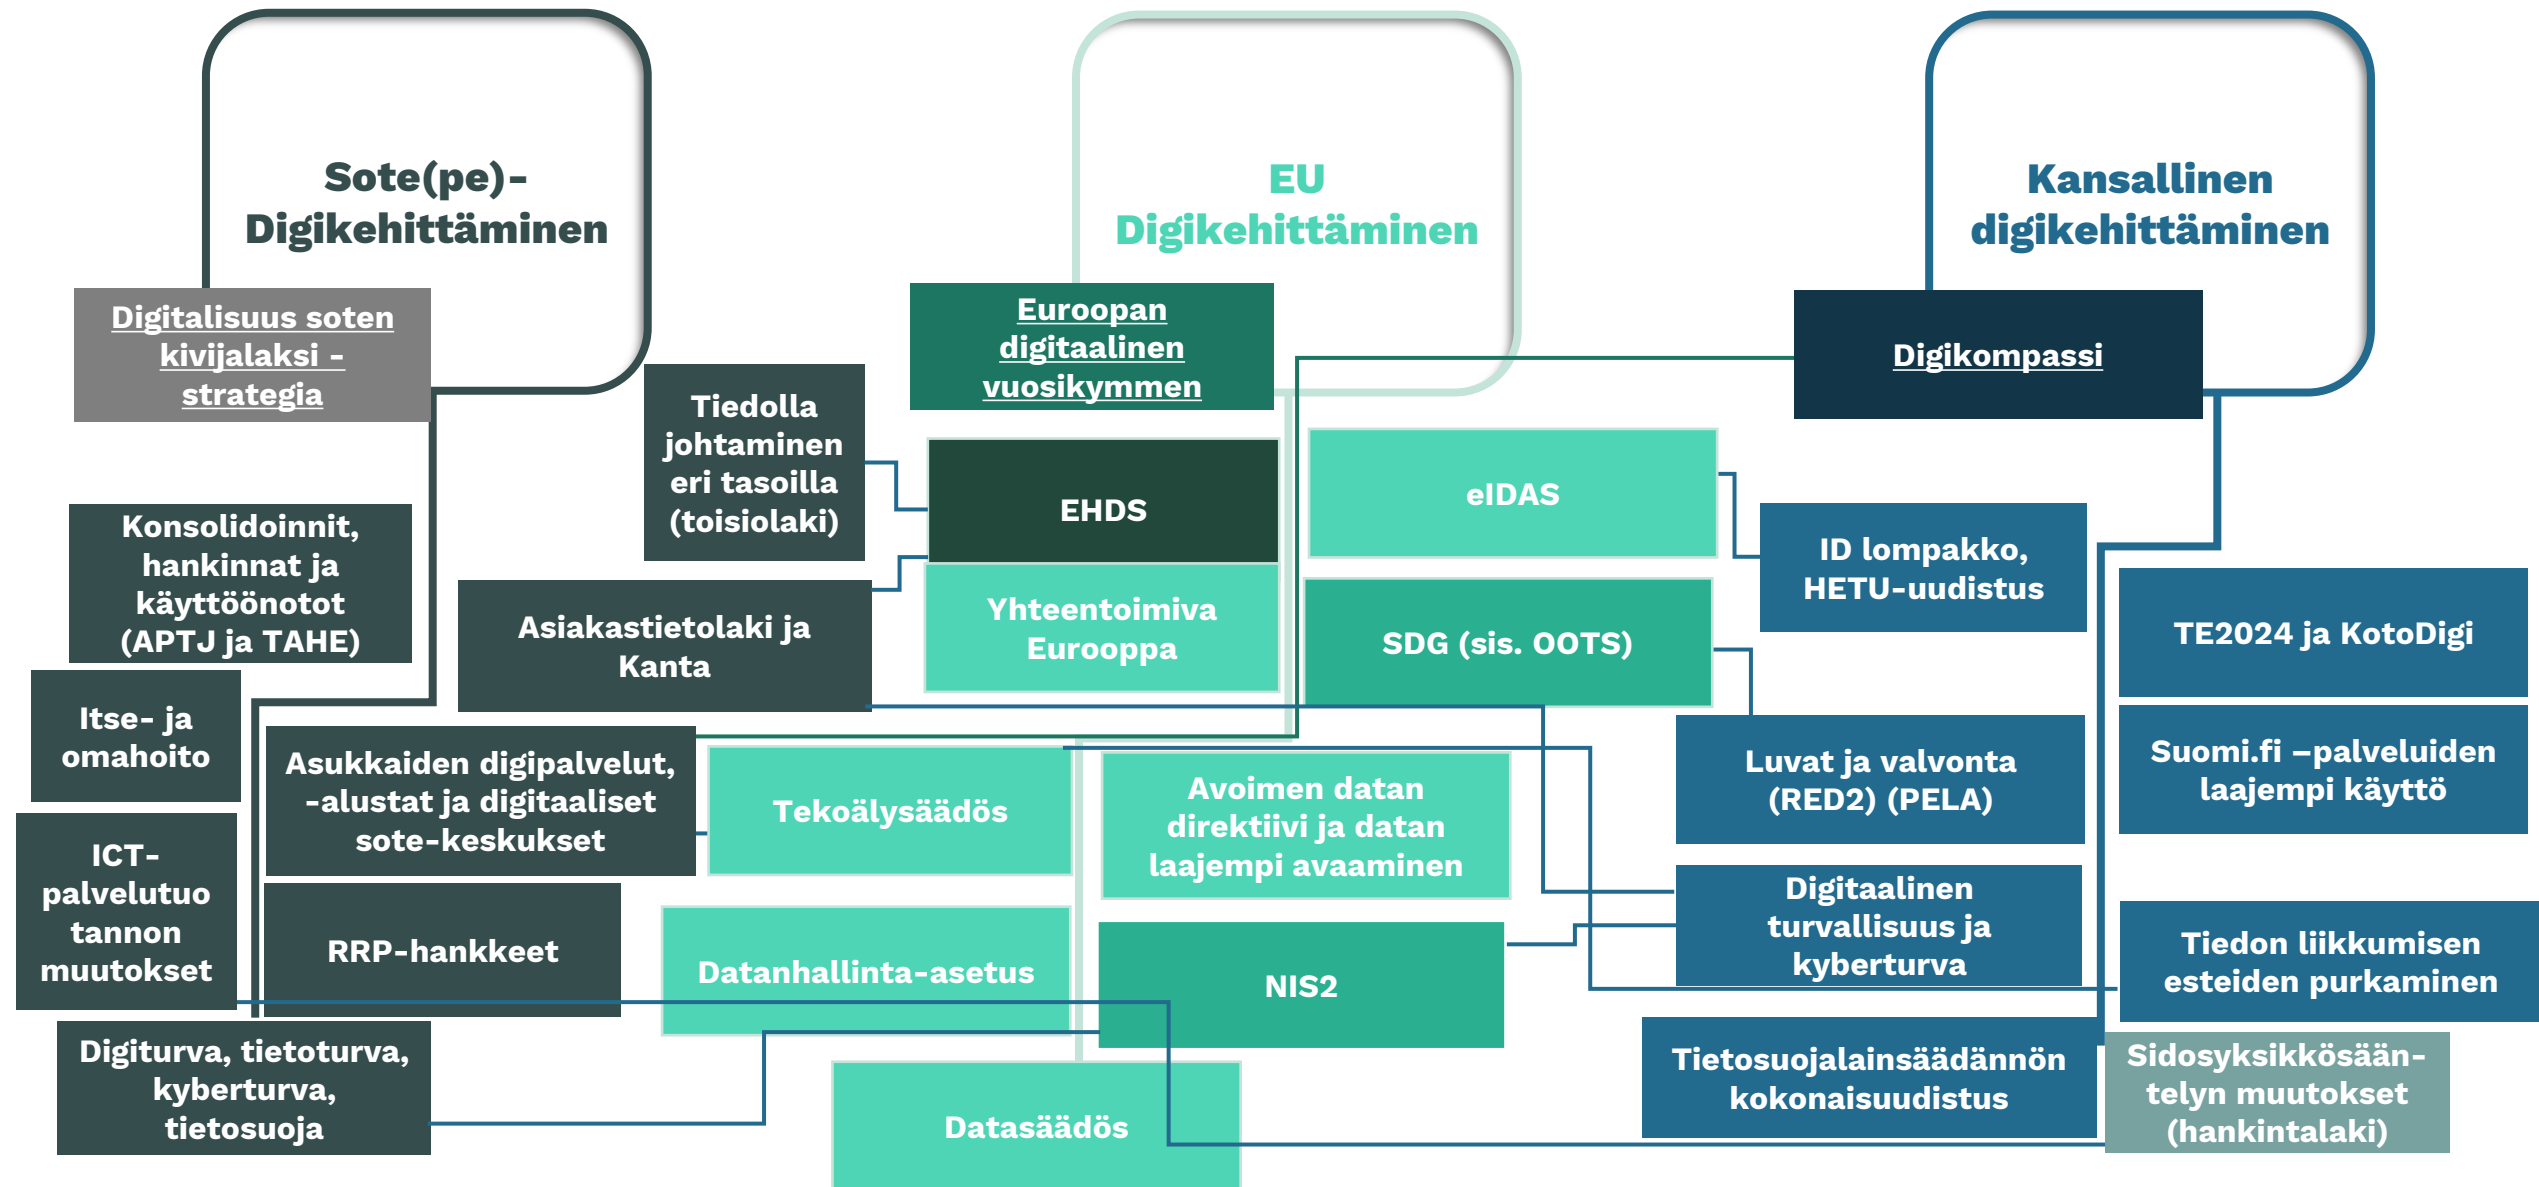 Sote(pe)-
Digikehittäminen
Digitalisuus soten
kivijalaksi -
strategia
Tiedolla
johtaminen
eri tasoilla
(toisiolaki)
Konsolidoinnit,
hankinnat ja
käyttöönotot
(APTJ ja TAHE)
Asiakastietolaki ja
Kanta
Itse- ja
omahoito
Asukkaiden digipalvelut,
-alustat ja digitaaliset
sote-keskukset
ICT-
palvelutuo
tannon
muutokset
RRP-hankkeet
Digiturva, tietoturva,
kyberturva,
tietosuoja
EU
Digikehittäminen
Euroopan
digitaalinen
vuosikymmen
EHDS
eIDAS
Yhteentoimiva
Eurooppa
SDG (sis. OOTS)
Tekoälysäädös
Avoimen datan
direktiivi ja datan
laajempi avaaminen
Datanhallinta-asetus
NIS2
Datasäädös
Kansallinen
digikehittäminen
Digikompassi
ID lompakko,
HETU-uudistus
TE2024 ja KotoDigi
Luvat ja valvonta
(RED2) (PELA)
Suomi.fi –palveluiden
laajempi käyttö
Digitaalinen
turvallisuus ja
kyberturva
Tiedon liikkumisen
esteiden purkaminen
Tietosuojalainsäädännön
kokonaisuudistus
Sidosyksikkösään-
telyn muutokset
(hankintalaki)